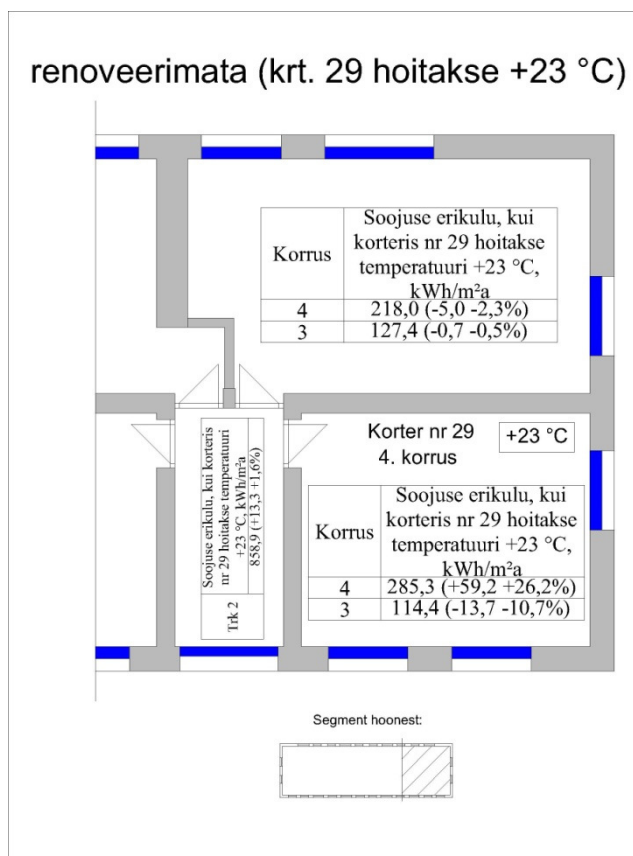 renoveerimata (krt. 29 hoitakse +23 °C)
Korrus
Soojuse erikulu, kui
korteris nr 29 hoitakse
temperatuuri +23 °C,
kWh/m²a
4 218,0 (-5,0 -2,3%)
3 127,4 (-0,7 -0,5%)
Soojuse erikulu, kui korteris
nr 29 hoitakse temperatuuri
+23 °C, kWh/m²a
858,9 (+13,3 +1,6%)
Trk 2
Korter nr 29
4. korrus
+23 °C
Korrus
Soojuse erikulu, kui
korteris nr 29 hoitakse
temperatuuri +23 °C,
kWh/m²a
4 285,3 (+59,2 +26,2%)
3 114,4 (-13,7 -10,7%)
Segment hoonest: